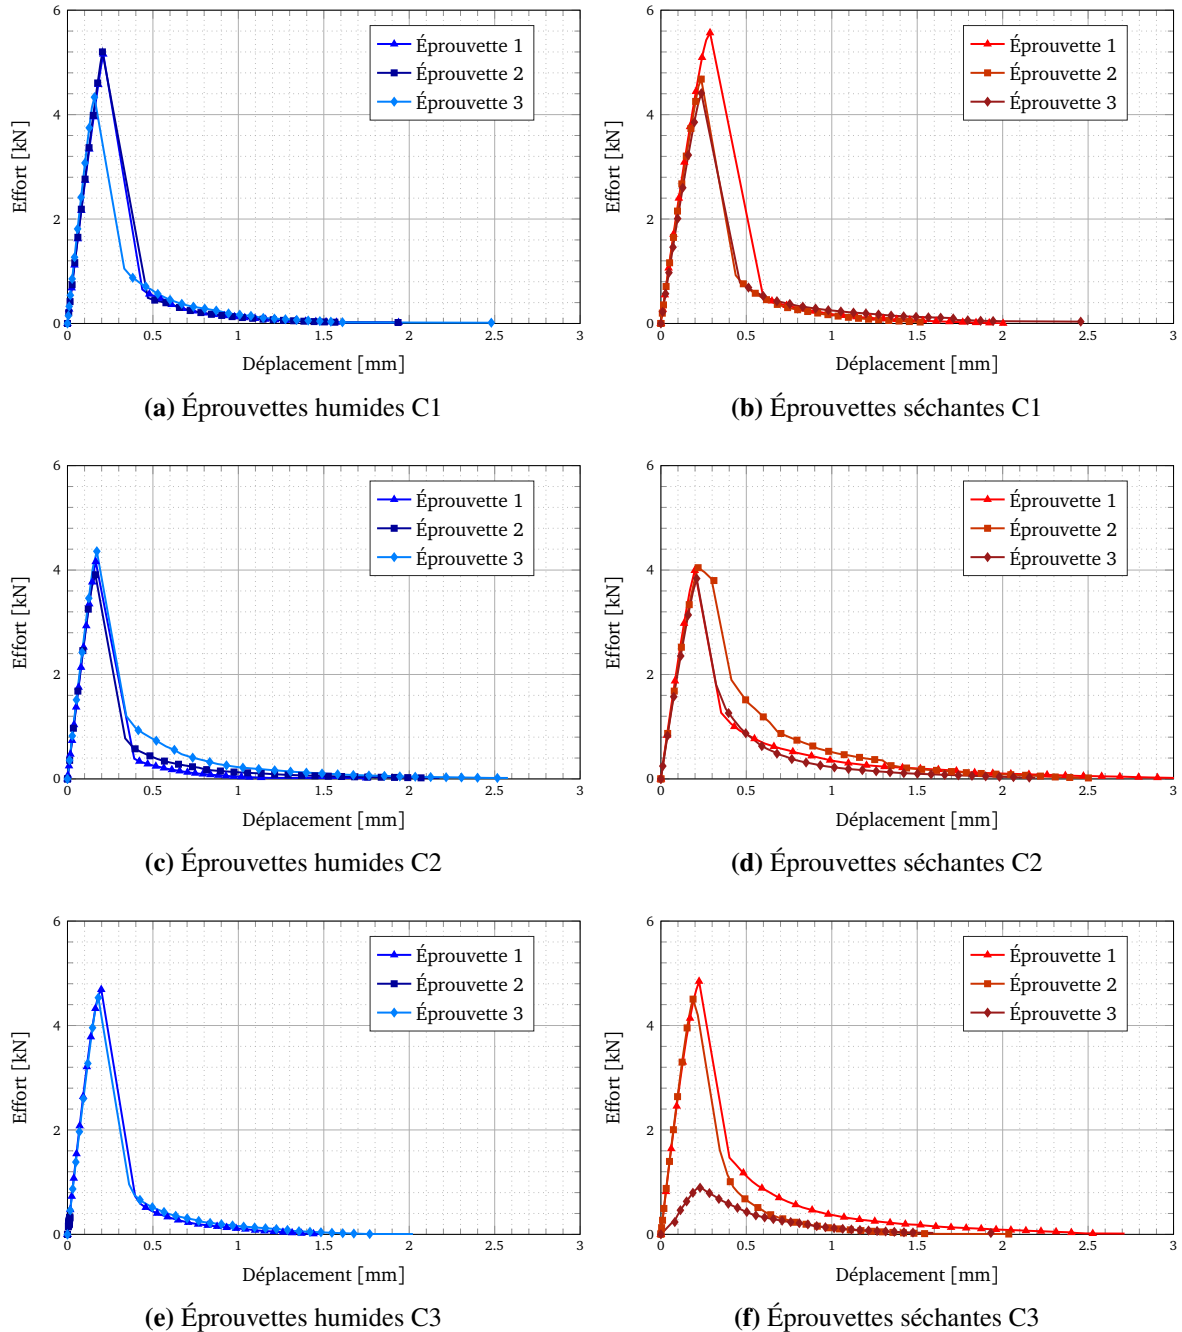 6
4
2
0
Effort [kN]
Éprouvette 1
Éprouvette 2
Éprouvette 3
0 0.5 1 1.5 2 2.5 3
Déplacement [mm]
(a) Éprouvettes humides C1
6
4
2
0
Effort [kN]
Éprouvette 1
Éprouvette 2
Éprouvette 3
0 0.5 1 1.5 2 2.5 3
Déplacement [mm]
(b) Éprouvettes séchantes C1
6
4
2
0
Effort [kN]
Éprouvette 1
Éprouvette 2
Éprouvette 3
0 0.5 1 1.5 2 2.5 3
Déplacement [mm]
(c) Éprouvettes humides C2
6
4
2
0
Effort [kN]
Éprouvette 1
Éprouvette 2
Éprouvette 3
0 0.5 1 1.5 2 2.5 3
Déplacement [mm]
(d) Éprouvettes séchantes C2
6
4
2
0
Effort [kN]
Éprouvette 1
Éprouvette 2
Éprouvette 3
0 0.5 1 1.5 2 2.5 3
Déplacement [mm]
(e) Éprouvettes humides C3
6
4
2
0
Effort [kN]
Éprouvette 1
Éprouvette 2
Éprouvette 3
0 0.5 1 1.5 2 2.5 3
Déplacement [mm]
(f) Éprouvettes séchantes C3